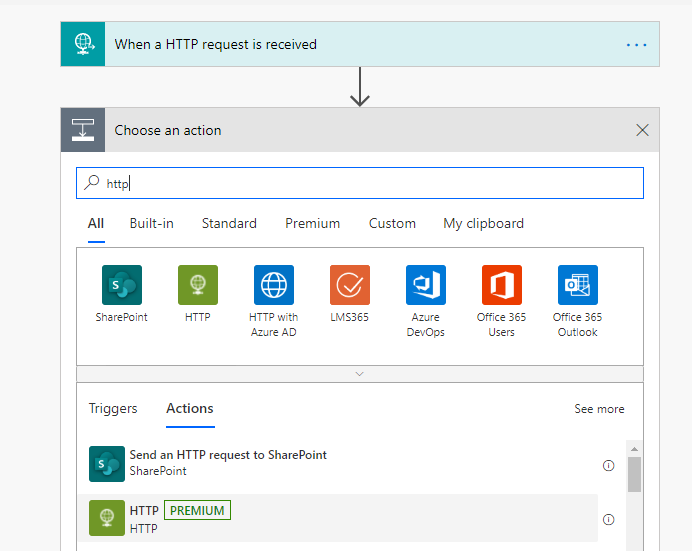 When a HTTP request is received
Choose an action
http
All Built-in Standard Premium Custom My clipboard
SharePoint HTTP HTTP with Azure AD LMS365 Azure DevOps Office 365 Users Office 365 Outlook
Triggers Actions See more
Send an HTTP request to SharePoint
SharePoint
HTTP PREMIUM
HTTP